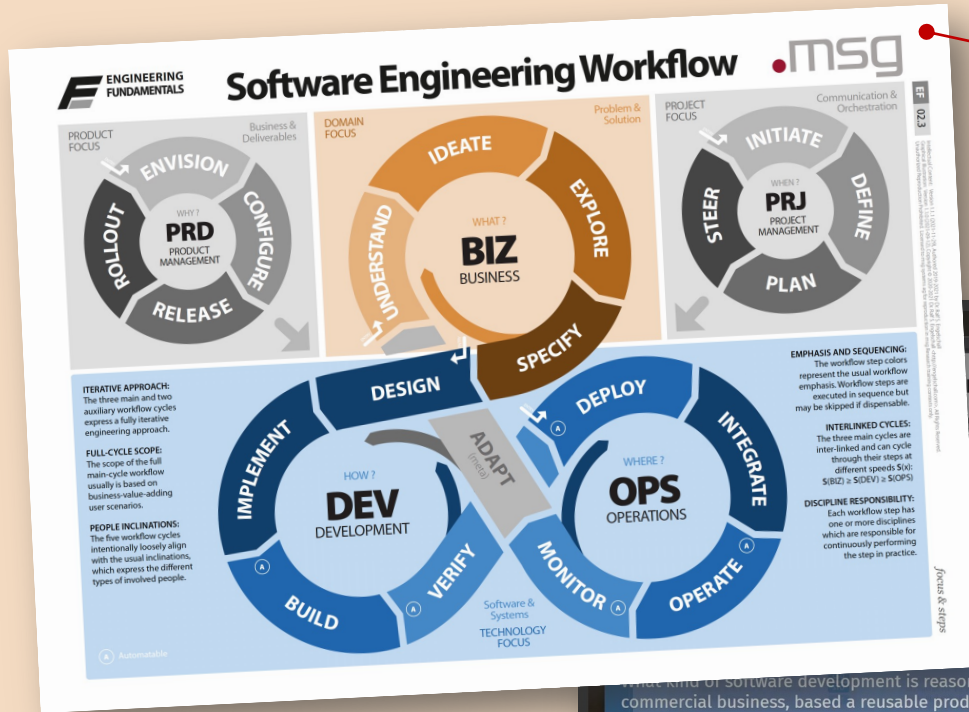 ENGINEERING
FUNDAMENTALS
Software Engineering Workflow
.msg
EF 02.3
PRODUCT
FOCUS
Business &
Deliverables
ENVISION
CONFIGURE
RELEASE
ROLLOUT
WHY ?
PRD
PRODUCT
MANAGEMENT
DOMAIN
FOCUS
Problem &
Solution
UNDERSTAND
IDEATE
EXPLORE
SPECIFY
WHAT ?
BIZ
BUSINESS
PROJECT
FOCUS
Communication &
Orchestration
INITIATE
DEFINE
PLAN
STEER
WHEN ?
PRJ
PROJECT
MANAGEMENT
ITERATIVE APPROACH:
The three main and two
auxiliary workflow cycles
express a fully iterative
engineering approach.
FULL-CYCLE SCOPE:
The scope of the full
main-cycle workflow
usually is based on
business-value-adding
user scenarios.
PEOPLE INCLINATIONS:
The five workflow cycles
intentionally loosely align
with the usual inclinations,
which express the different
types of involved people.
A Automatable
DESIGN
IMPLEMENT
BUILD
A
VERIFY
A
HOW ?
DEV
DEVELOPMENT
ADAPT
(meta)
DEPLOY
A
INTEGRATE
OPERATE
A
MONITOR
A
WHERE ?
OPS
OPERATIONS
Software &
Systems
TECHNOLOGY
FOCUS
EMPHASIS AND SEQUENCING:
The workflow step colors
represent the usual workflow
emphasis. Workflow steps are
executed in sequence but
may be skipped if dispensable.
INTERLINKED CYCLES:
The three main cycles are
inter-linked and can cycle
through their steps at
different speeds S(x):
S(BIZ) ≥ S(DEV) ≥ S(OPS)
DISCIPLINE RESPONSIBILITY:
Each workflow step has
one or more disciplines
which are responsible for
continuously performing
the step in practice.
focus & steps
kind of software development is
commercial business, based a reusable